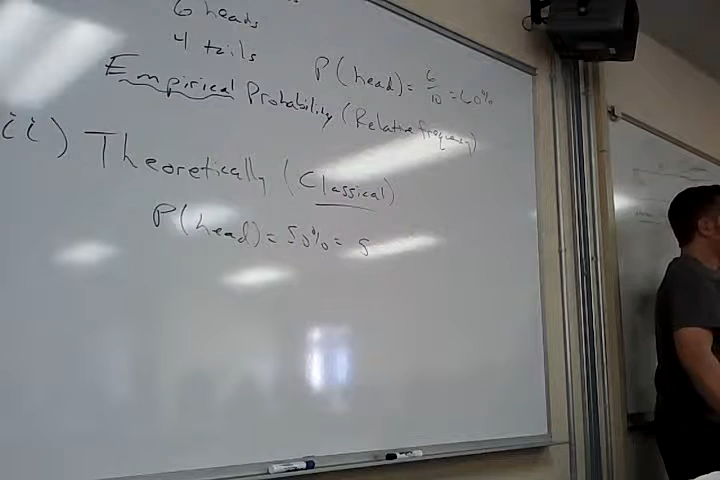 6 heads
4 tails
P(head) = 6/10 = 60%
Empirical Probability (Relative frequency)
ii) Theoretically (Classical)
P(head) = 50% = 5